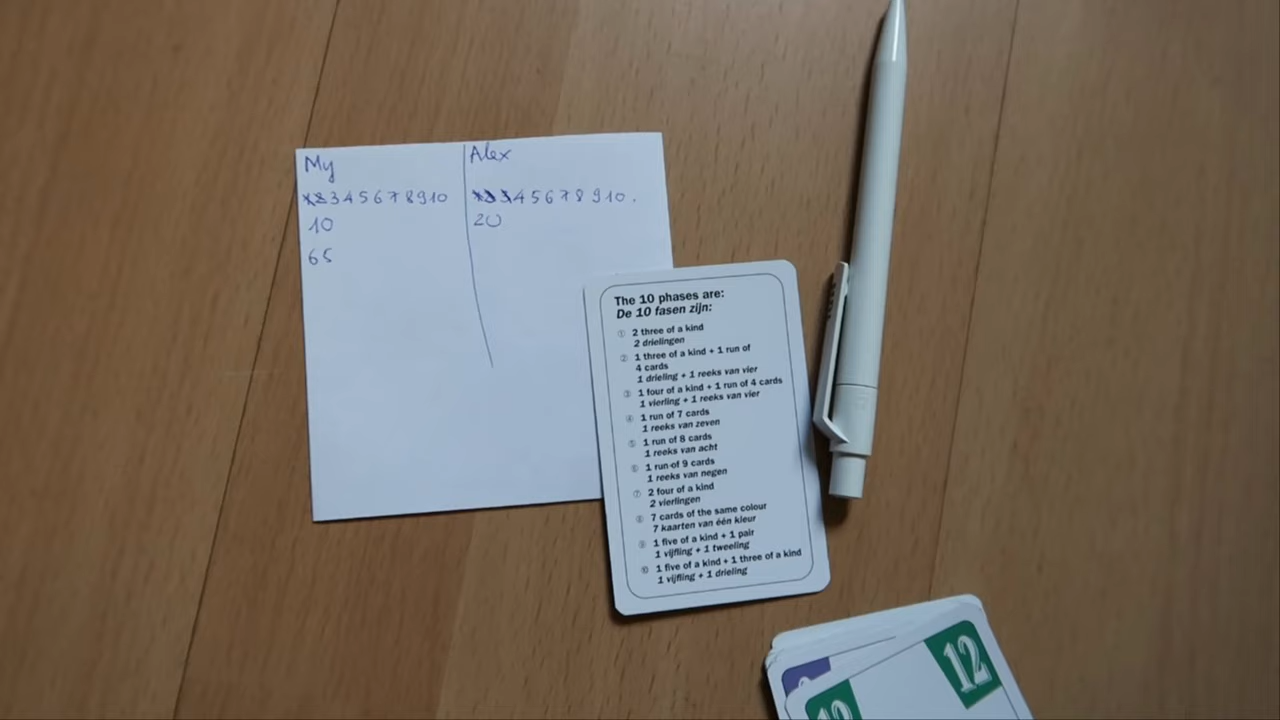 My
1 2 3 4 5 6 7 8 9 10
10
65
Alex
1 2 3 4 5 6 7 8 9 10 .
20
The 10 phases are:
De 10 fasen zijn:
① 2 three of a kind
2 drielingen
② 1 three of a kind + 1 run of
4 cards
1 drieling + 1 reeks van vier
③ 1 four of a kind + 1 run of 4 cards
1 vierling + 1 reeks van vier
④ 1 run of 7 cards
1 reeks van zeven
⑤ 1 run of 8 cards
1 reeks van acht
⑥ 1 run of 9 cards
1 reeks van negen
⑦ 2 four of a kind
2 vierlingen
⑧ 7 cards of the same colour
7 kaarten van één kleur
⑨ 1 five of a kind + 1 pair
1 vijfling + 1 tweeling
⑩ 1 five of a kind + 1 three of a kind
1 vijfling + 1 drieling
12
12